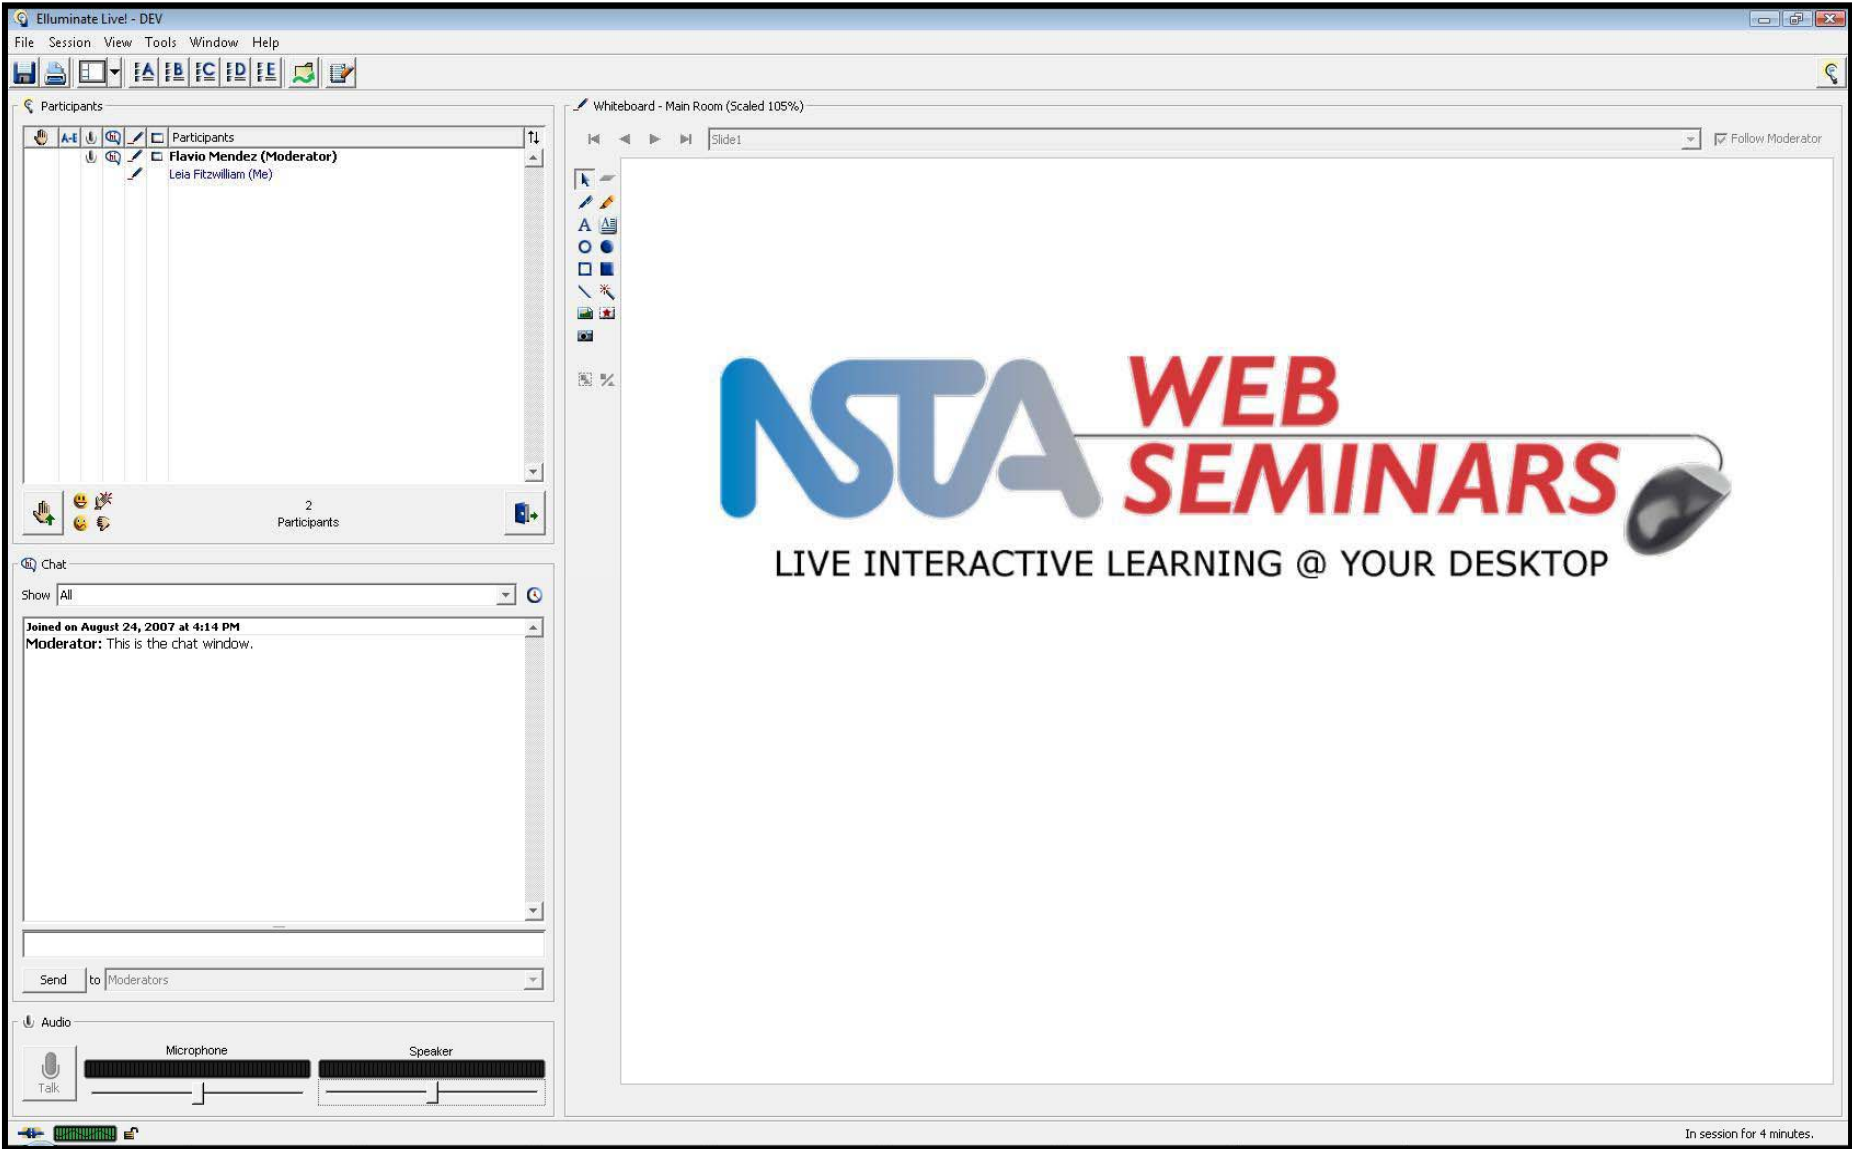 Elluminate Live! - DEV
File Session View Tools Window Help
A B C D E
Participants
A-E hi Participants
hi Flavio Mendez (Moderator)
Leia Fitzwilliam (Me)
2
Participants
hi Chat
Show All
Joined on August 24, 2007 at 4:14 PM
Moderator: This is the chat window.
Send to Moderators
Audio
Microphone Speaker
Talk
Whiteboard - Main Room (Scaled 105%)
Slide1 Follow Moderator
A A
NSTA WEB
SEMINARS
LIVE INTERACTIVE LEARNING @ YOUR DESKTOP
In session for 4 minutes.